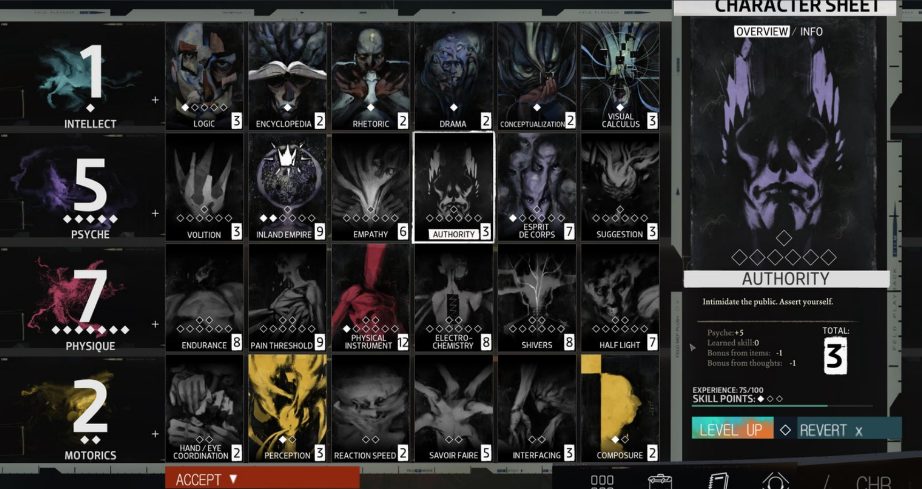 CHARACTER SHEET
OVERVIEW / INFO
1
INTELLECT
+
LOGIC 3
ENCYCLOPEDIA 2
RHETORIC 2
DRAMA 2
CONCEPTUALIZATION 2
VISUAL
CALCULUS 3
5
PSYCHE
+
VOLITION 3
INLAND EMPIRE 9
EMPATHY 6
AUTHORITY 3
ESPRIT
DE CORPS 7
SUGGESTION 3
7
PHYSIQUE
+
ENDURANCE 8
PAIN THRESHOLD 9
PHYSICAL
INSTRUMENT 12
ELECTRO-
CHEMISTRY 8
SHIVERS 8
HALF LIGHT 7
2
MOTORICS
+
HAND / EYE
COORDINATION 2
PERCEPTION 3
REACTION SPEED 2
SAVOIR FAIRE 5
INTERFACING 3
COMPOSURE 2
AUTHORITY
Intimidate the public. Assert yourself.
Psyche: +5
Learned skill: 0
Bonus from items: -1
Bonus from thoughts: -1
TOTAL:
3
EXPERIENCE: 75/100
SKILL POINTS:
LEVEL UP
REVERT x
ACCEPT
/ CHR